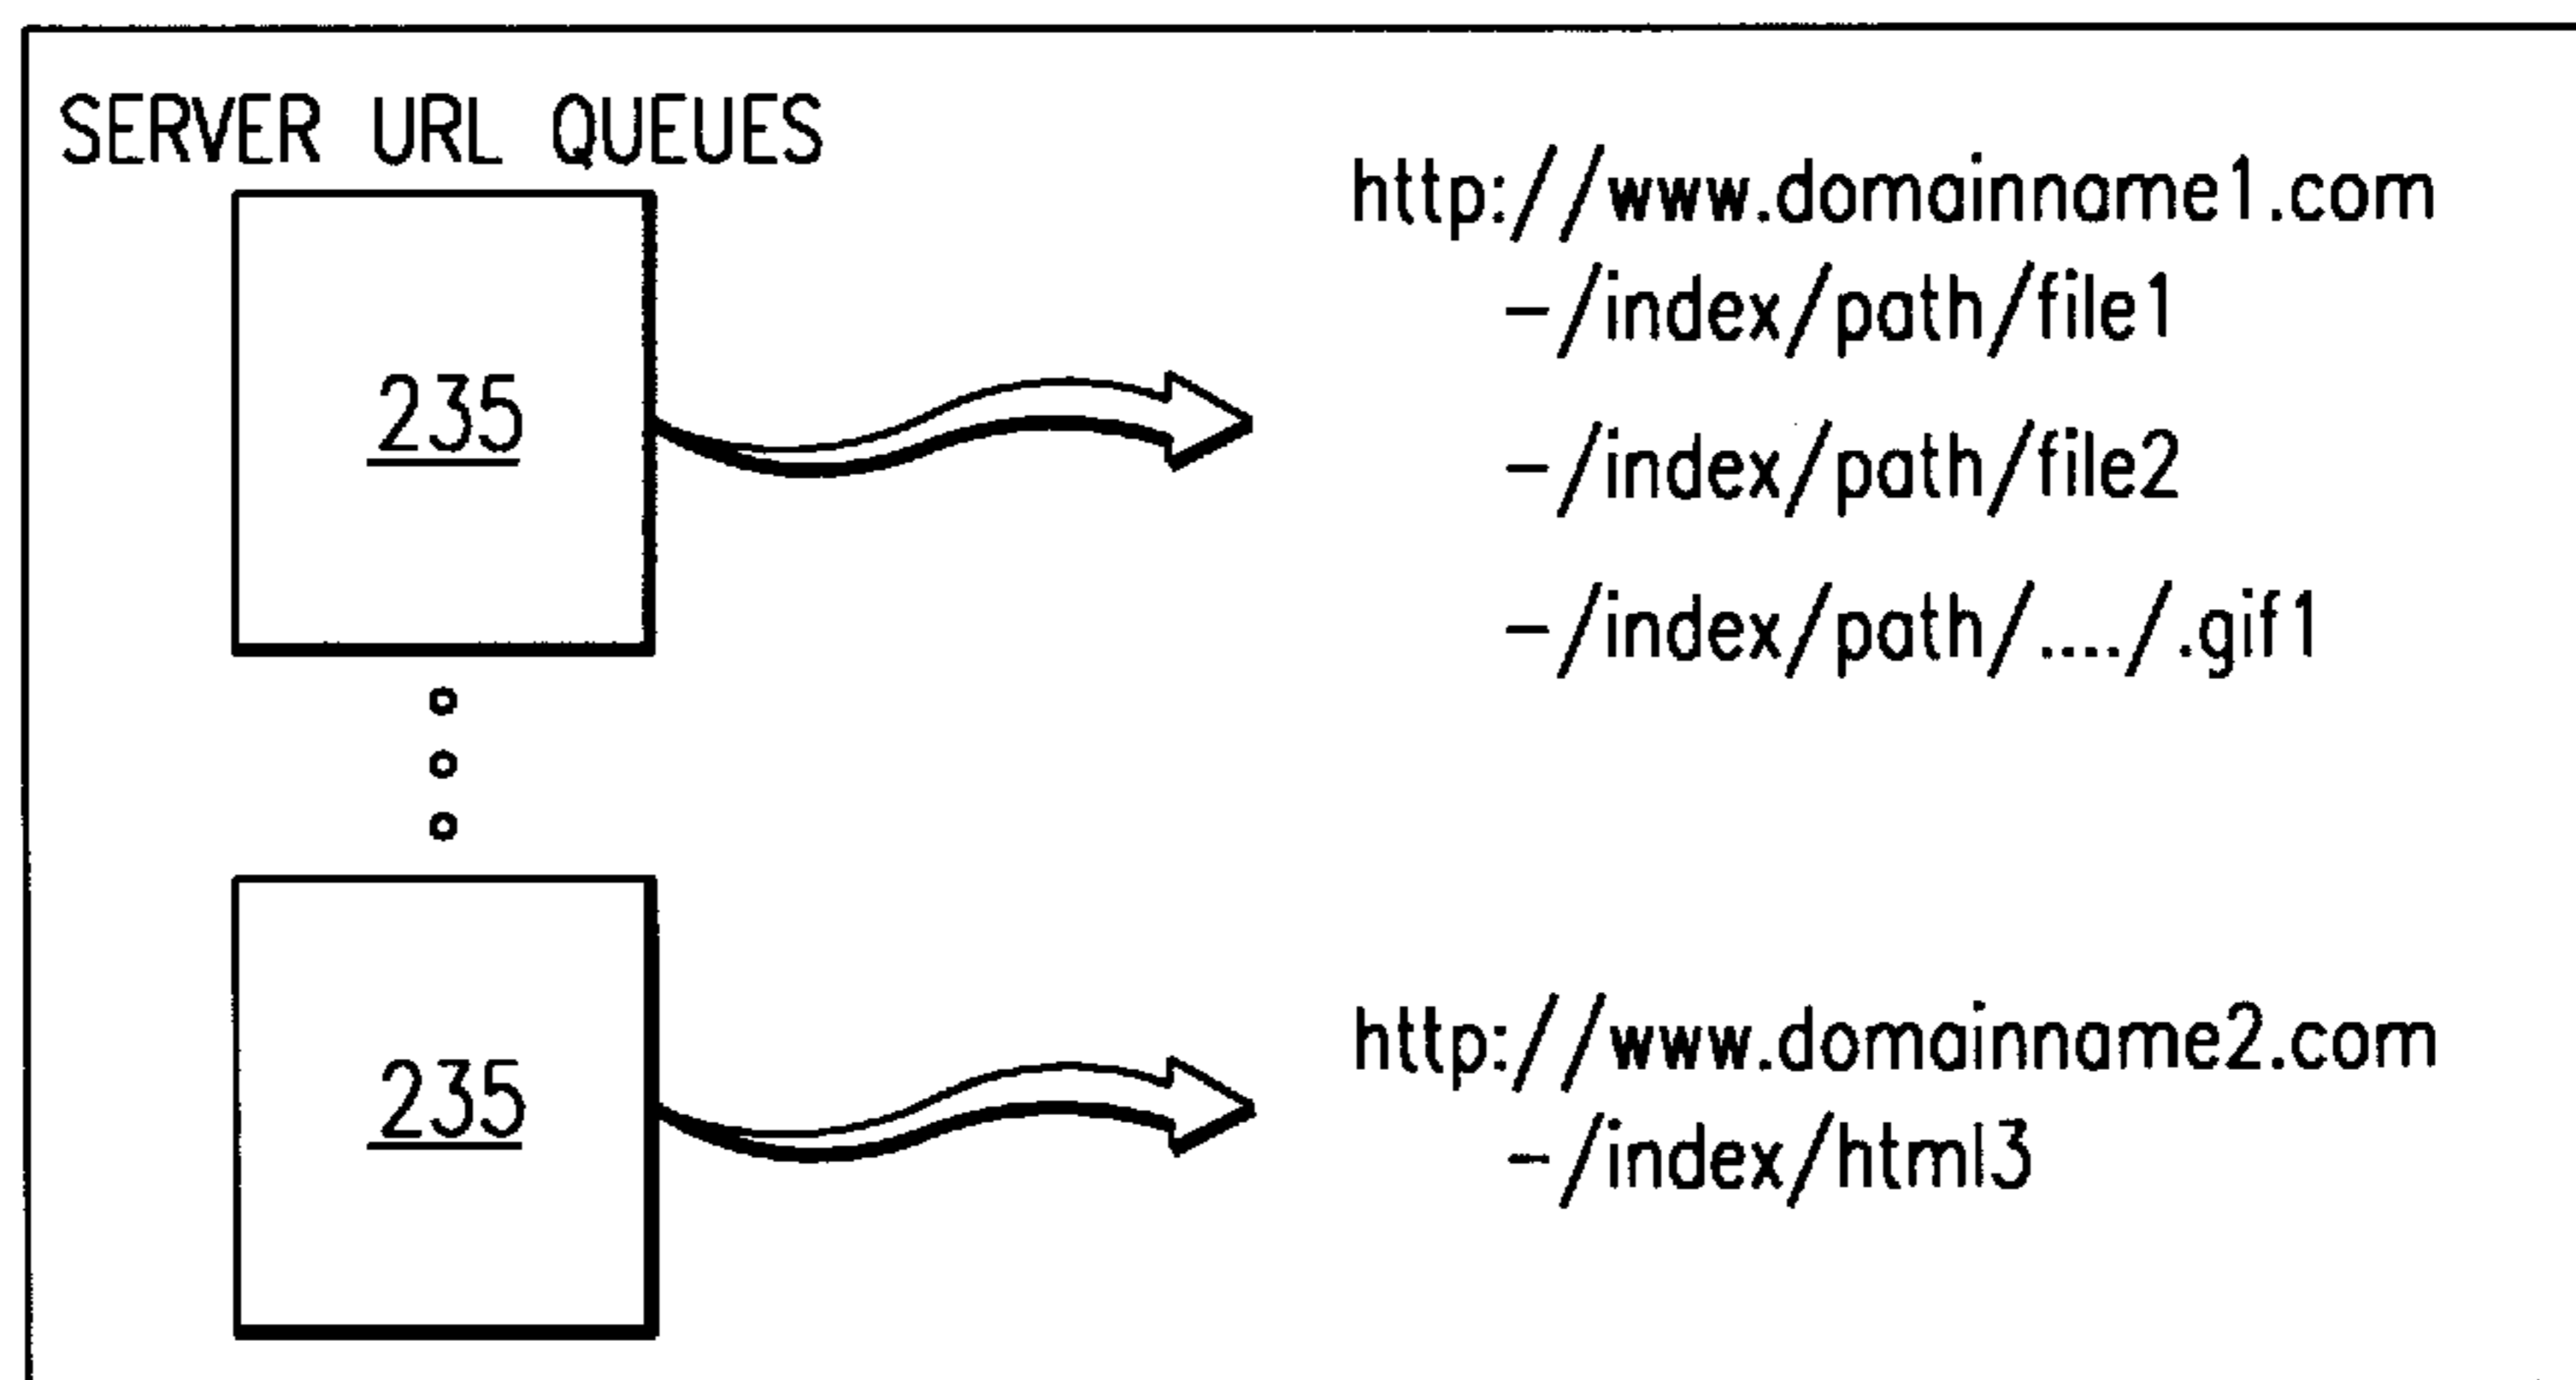 SERVER URL QUEUES
235
http://www.domainname1.com
-/index/path/file1
-/index/path/file2
-/index/path/..../.gif1
235
http://www.domainname2.com
-/index/html3